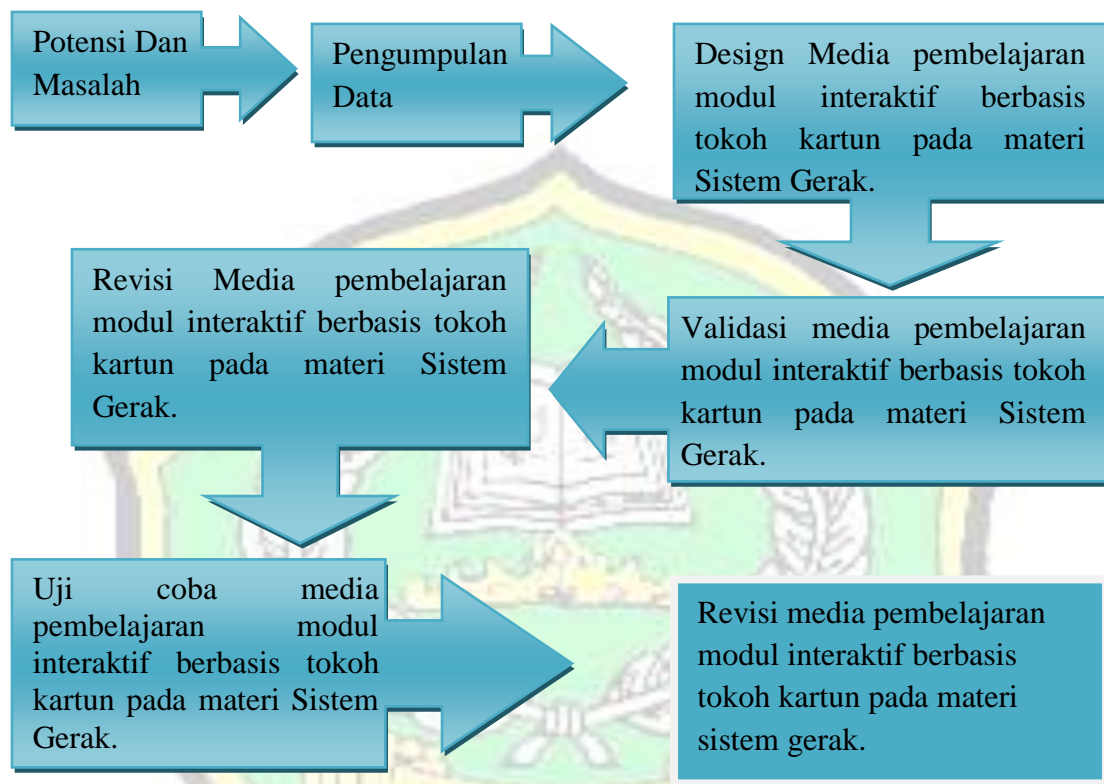 Potensi Dan
Masalah
Pengumpulan
Data
Design Media pembelajaran
modul interaktif berbasis
tokoh kartun pada materi
Sistem Gerak.
Validasi media pembelajaran
modul interaktif berbasis tokoh
kartun pada materi Sistem
Gerak.
Revisi Media pembelajaran
modul interaktif berbasis tokoh
kartun pada materi Sistem
Gerak.
Uji coba media
pembelajaran modul
interaktif berbasis tokoh
kartun pada materi Sistem
Gerak.
Revisi media pembelajaran
modul interaktif berbasis
tokoh kartun pada materi
sistem gerak.